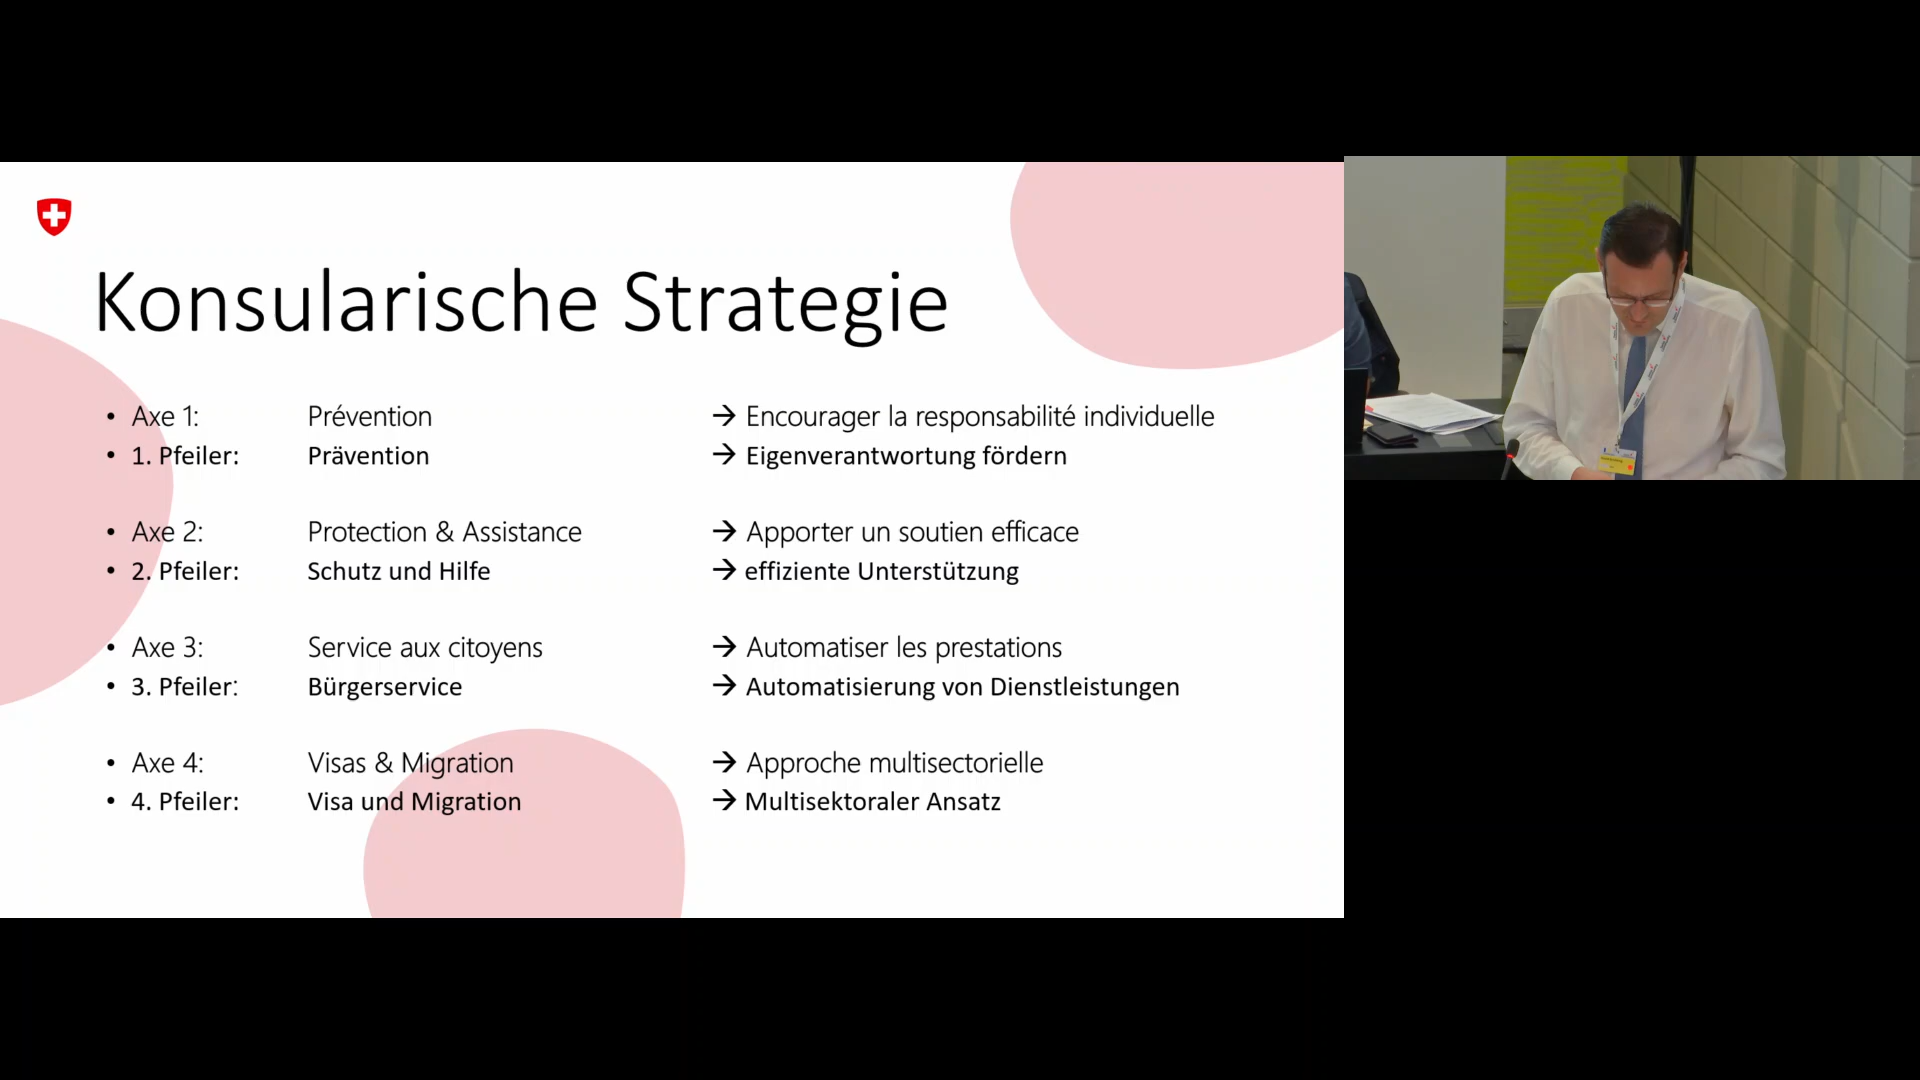 Konsularische Strategie
• Axe 1: Prévention → Encourager la responsabilité individuelle
• 1. Pfeiler: Prävention → Eigenverantwortung fördern
• Axe 2: Protection & Assistance → Apporter un soutien efficace
• 2. Pfeiler: Schutz und Hilfe → effiziente Unterstützung
• Axe 3: Service aux citoyens → Automatiser les prestations
• 3. Pfeiler: Bürgerservice → Automatisierung von Dienstleistungen
• Axe 4: Visas & Migration → Approche multisectorielle
• 4. Pfeiler: Visa und Migration → Multisektoraler Ansatz